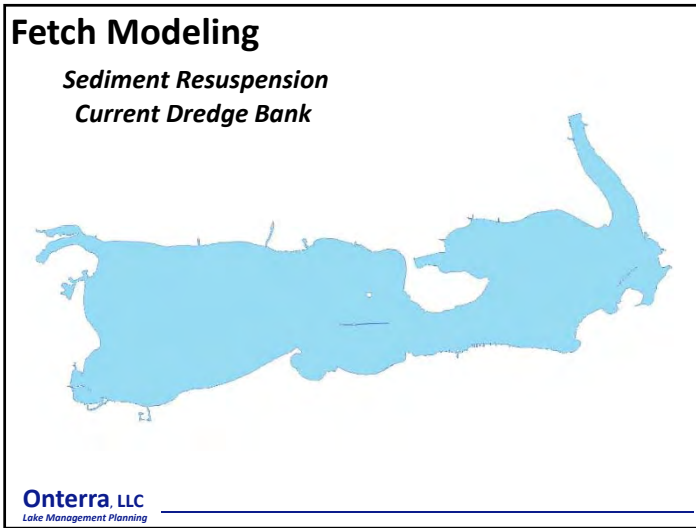 Fetch Modeling
Sediment Resuspension
Current Dredge Bank
Onterra, LLC
Lake Management Planning